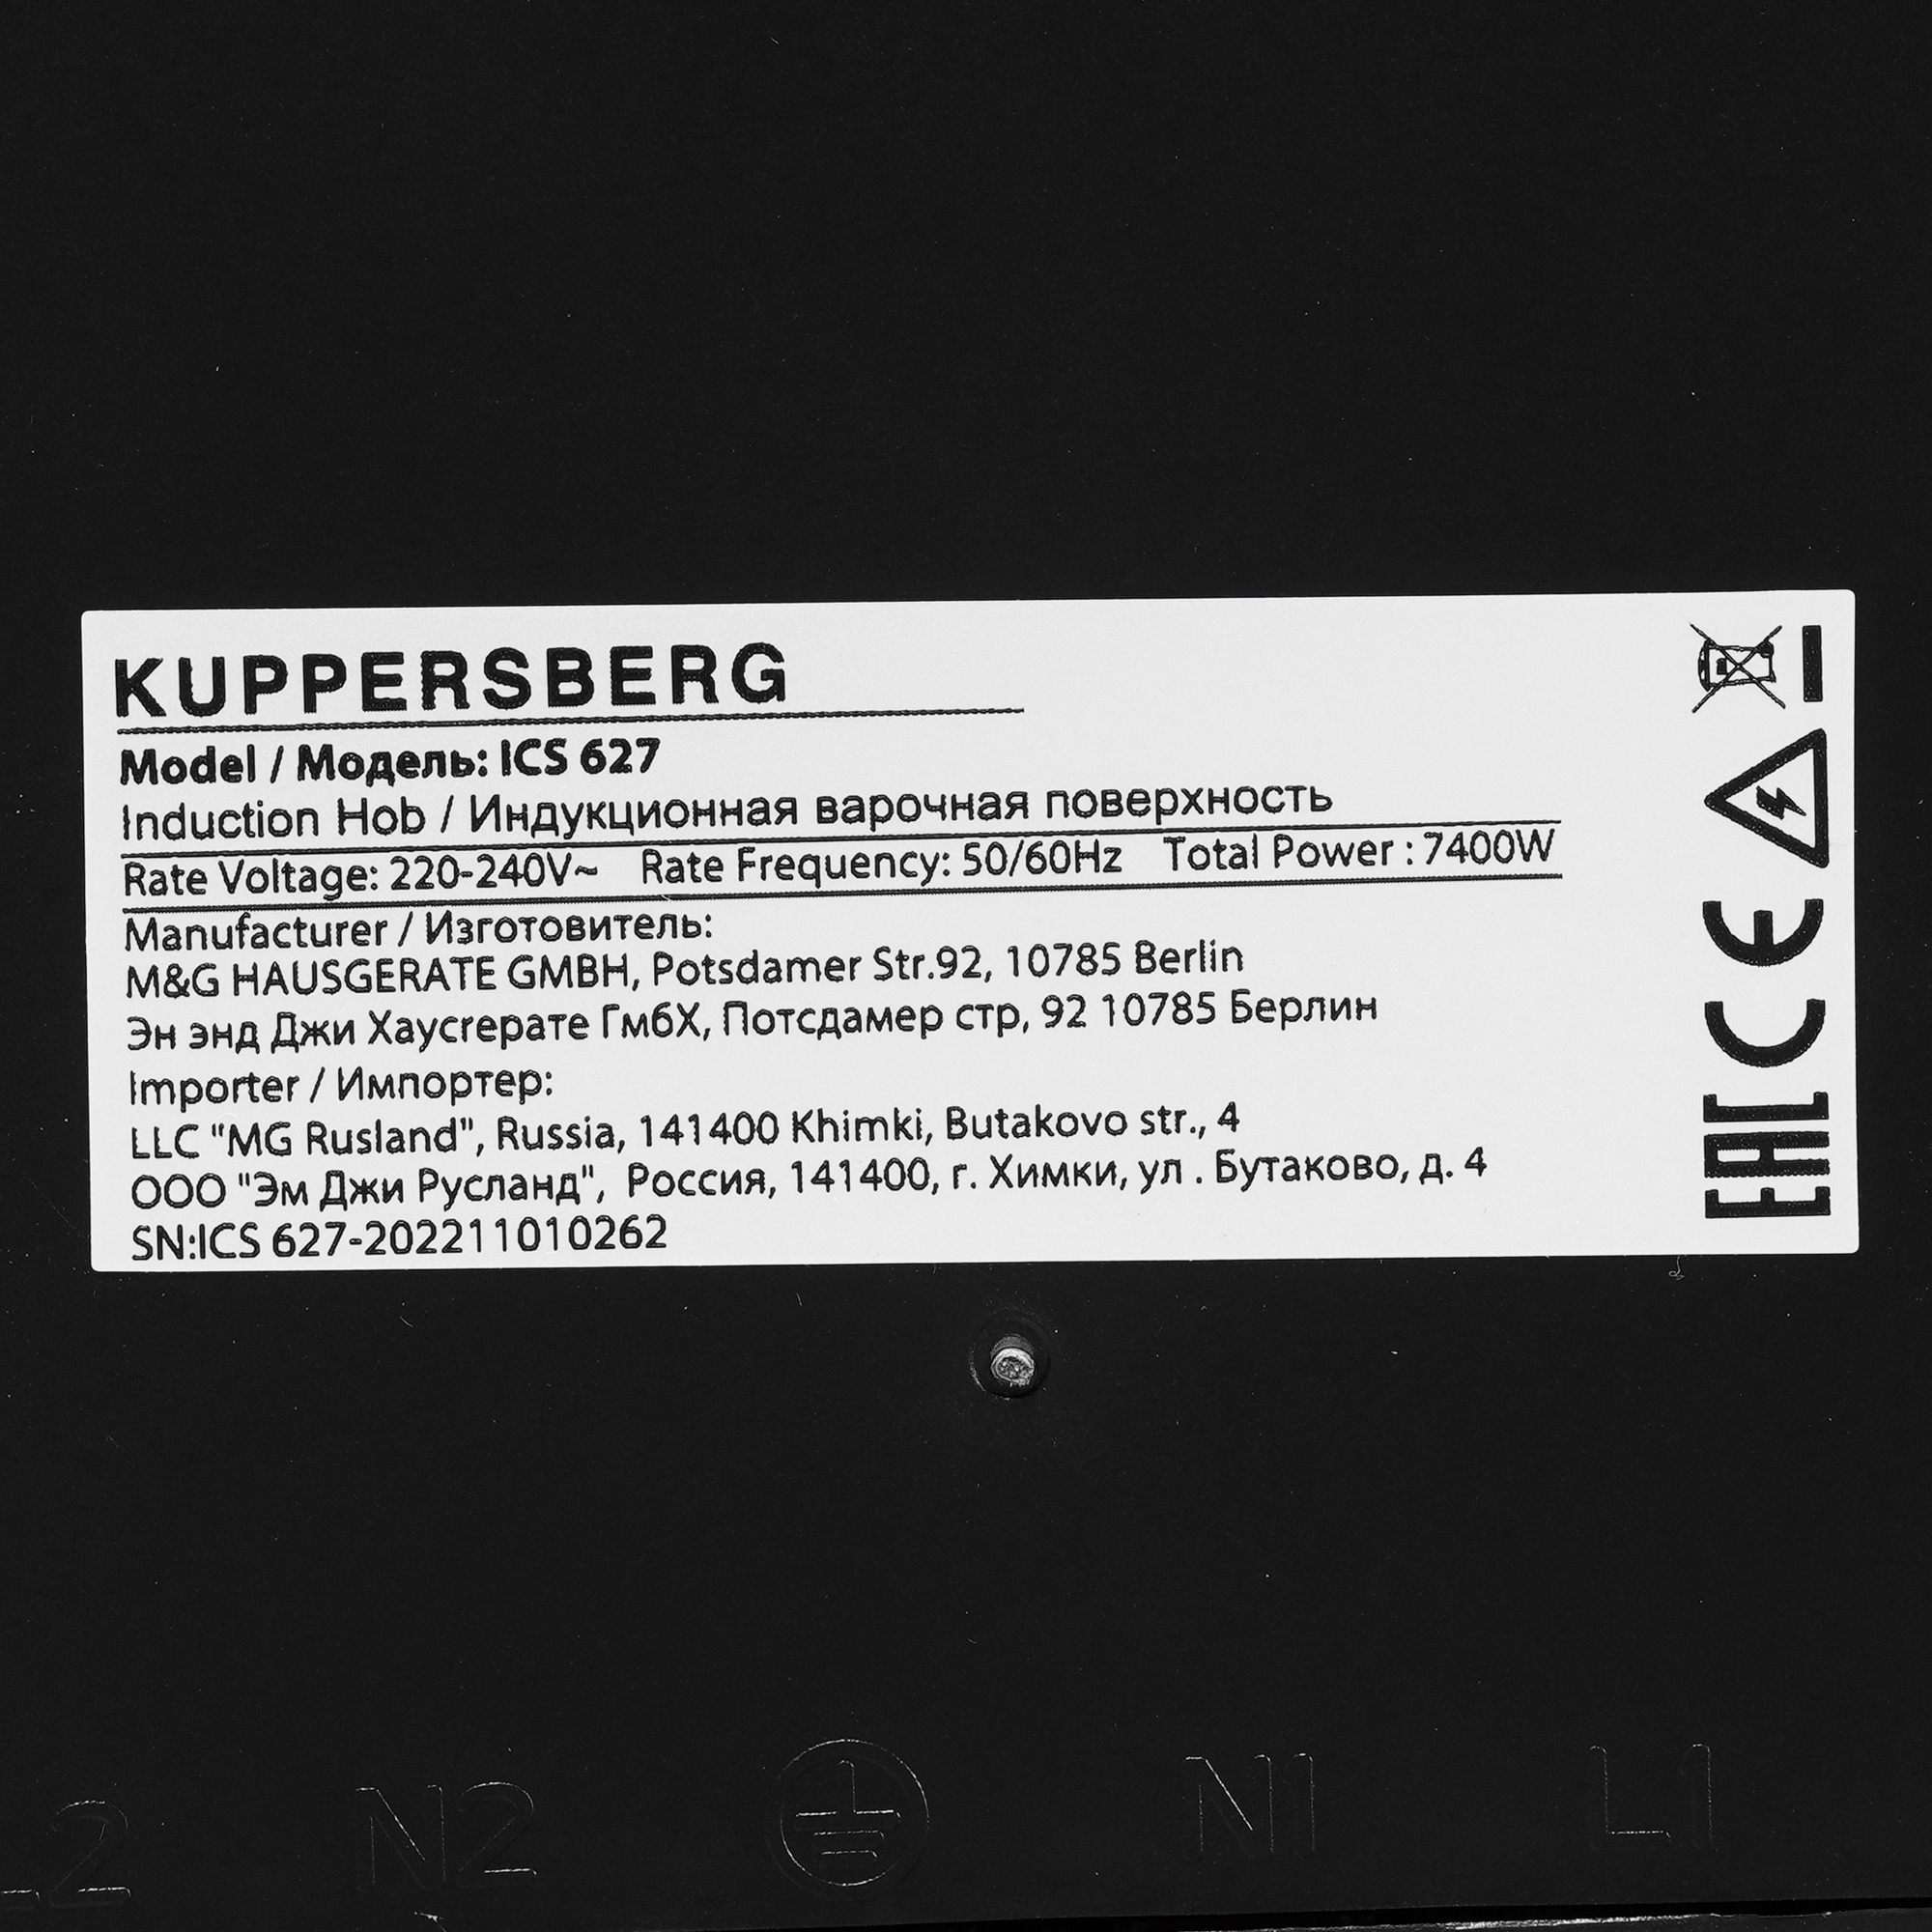 KUPPERSBERG
Model / Модель: ICS 627
Induction Hob / Индукционная варочная поверхность
Rate Voltage: 220-240V~ Rate Frequency: 50/60Hz Total Power : 7400W
Manufacturer / Изготовитель:
M&G HAUSGERATE GMBH, Potsdamer Str.92, 10785 Berlin
Эн энд Джи Хаусгерате ГмбХ, Потсдамер стр, 92 10785 Берлин
Importer / Импортер:
LLC "MG Rusland", Russia, 141400 Khimki, Butakovo str., 4
ООО "Эм Джи Русланд", Россия, 141400, г. Химки, ул . Бутаково, д. 4
SN:ICS 627-202211010262
CE
EAC
L2 N2 N1 L1